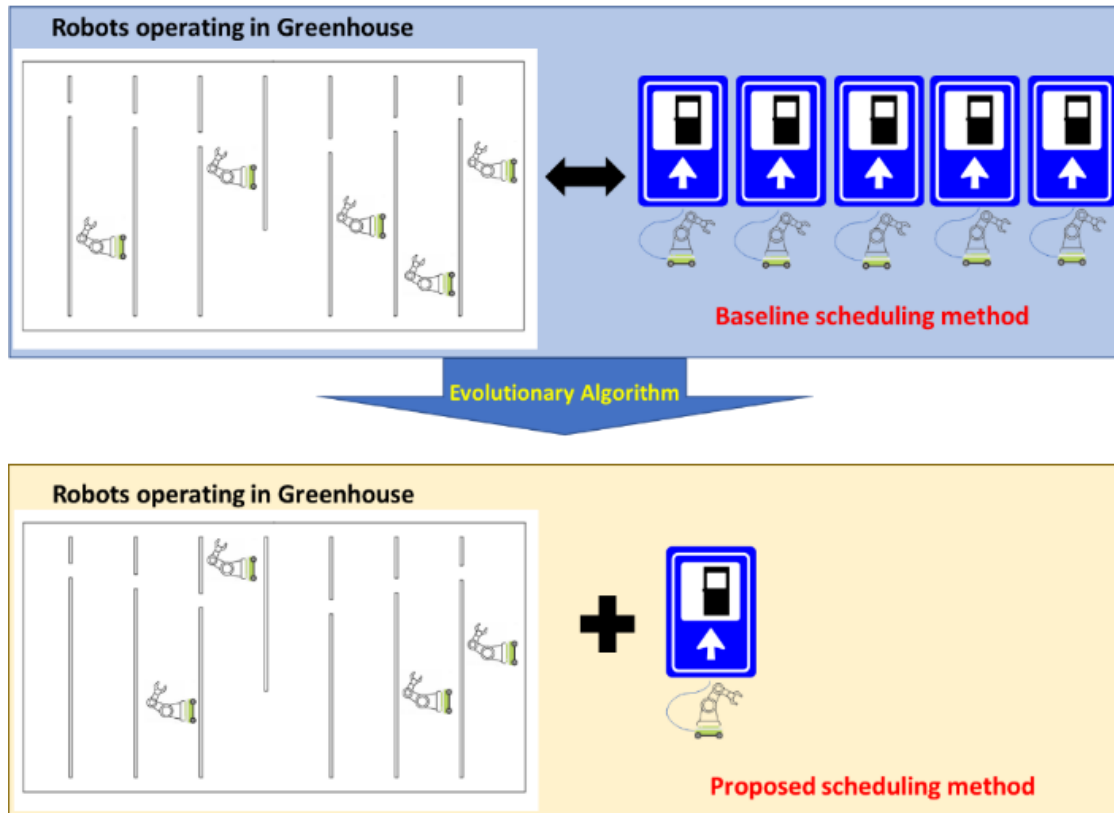 Robots operating in Greenhouse
Baseline scheduling method
Evolutionary Algorithm
Robots operating in Greenhouse
Proposed scheduling method